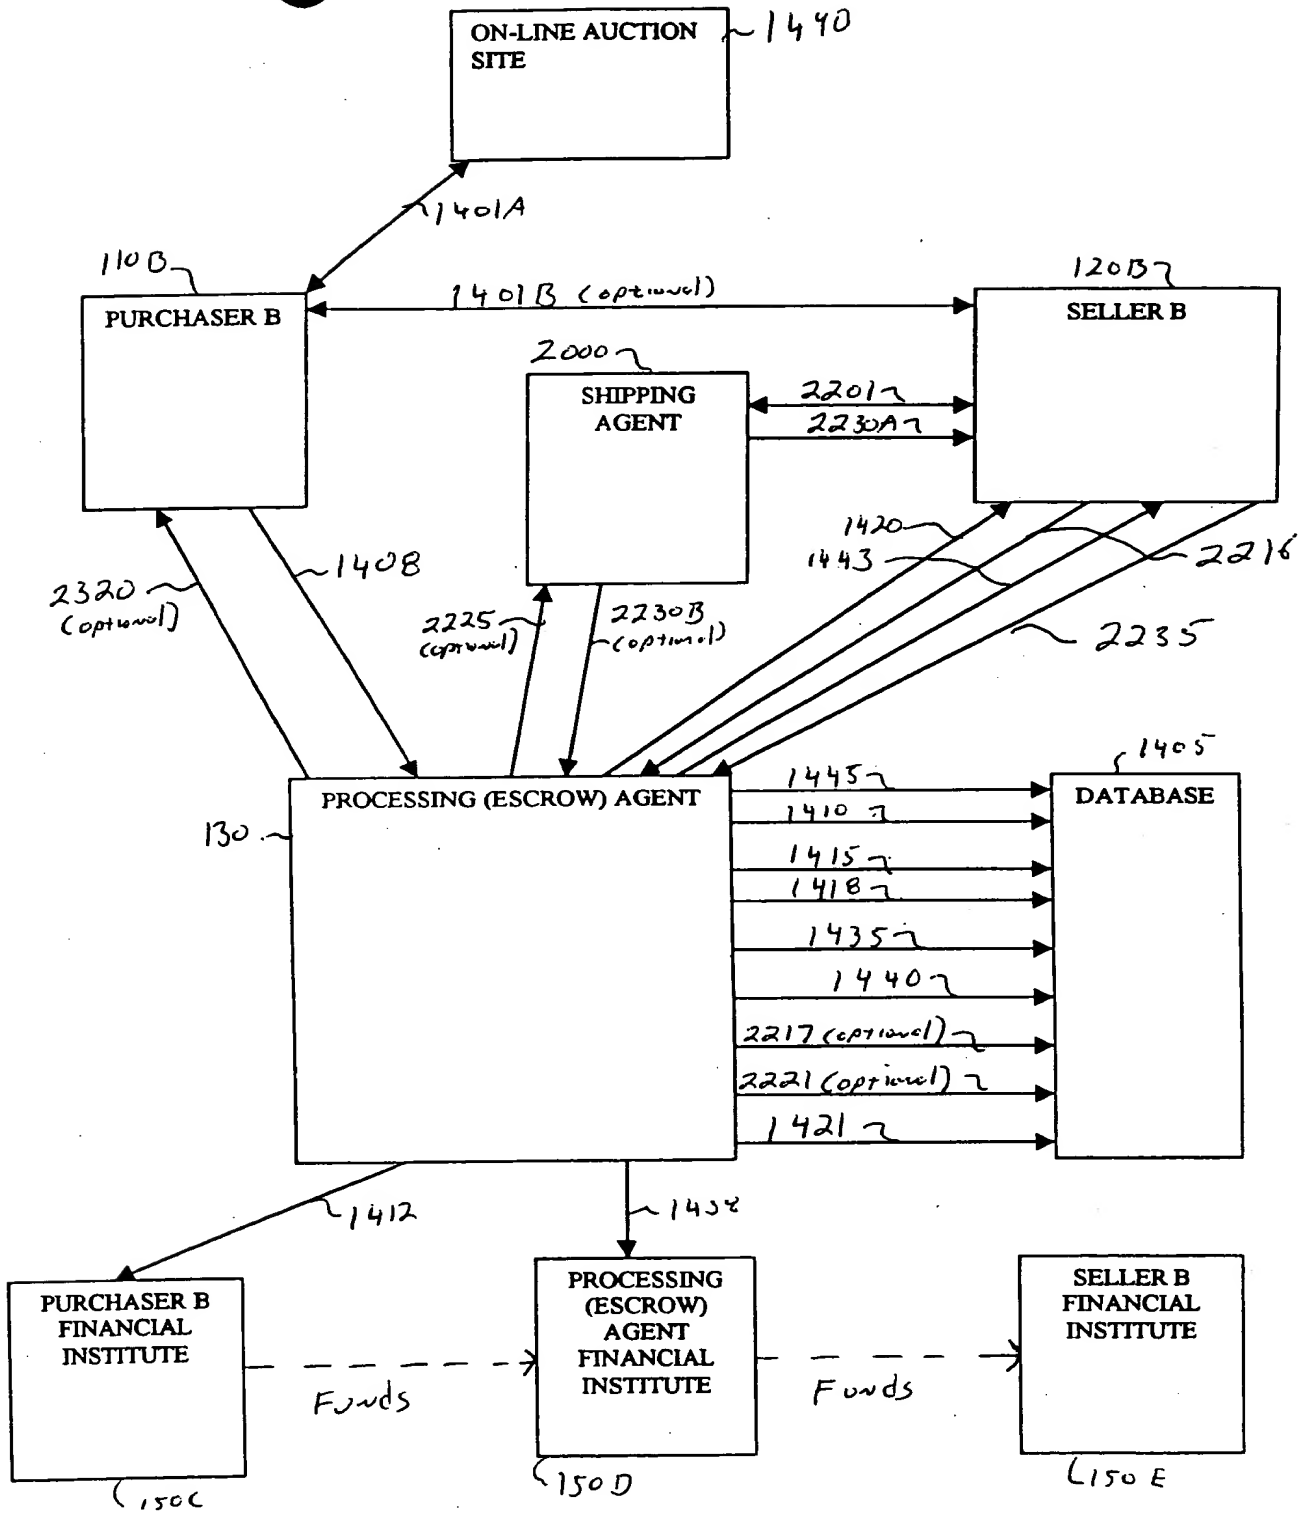 ON-LINE AUCTION
SITE
1490
1401A
110B
1401B (optional)
120B
PURCHASER B
SELLER B
2000
SHIPPING
AGENT
2201
2230A
1420
1443
2216
1408
2320
(optional)
2225
(optional)
2230B
(optional)
2235
1405
PROCESSING (ESCROW) AGENT
130
1445
DATABASE
1410
1415
1418
1435
1440
2217 (optional)
2221 (optional)
1421
1412
PURCHASER B
FINANCIAL
INSTITUTE
PROCESSING
(ESCROW)
AGENT
FINANCIAL
INSTITUTE
SELLER B
FINANCIAL
INSTITUTE
Funds
Funds
150C
150D
150E